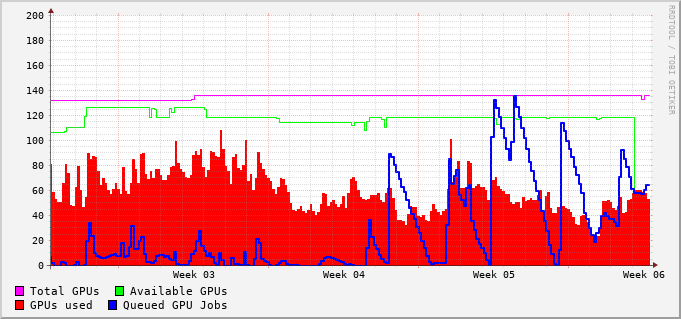 200
180
160
140
120
100
80
60
40
20
0
Week 03 Week 04 Week 05 Week 06
Total GPUs Available GPUs
GPUs used Queued GPU Jobs
RRDTOOL / TOBI OETIKER